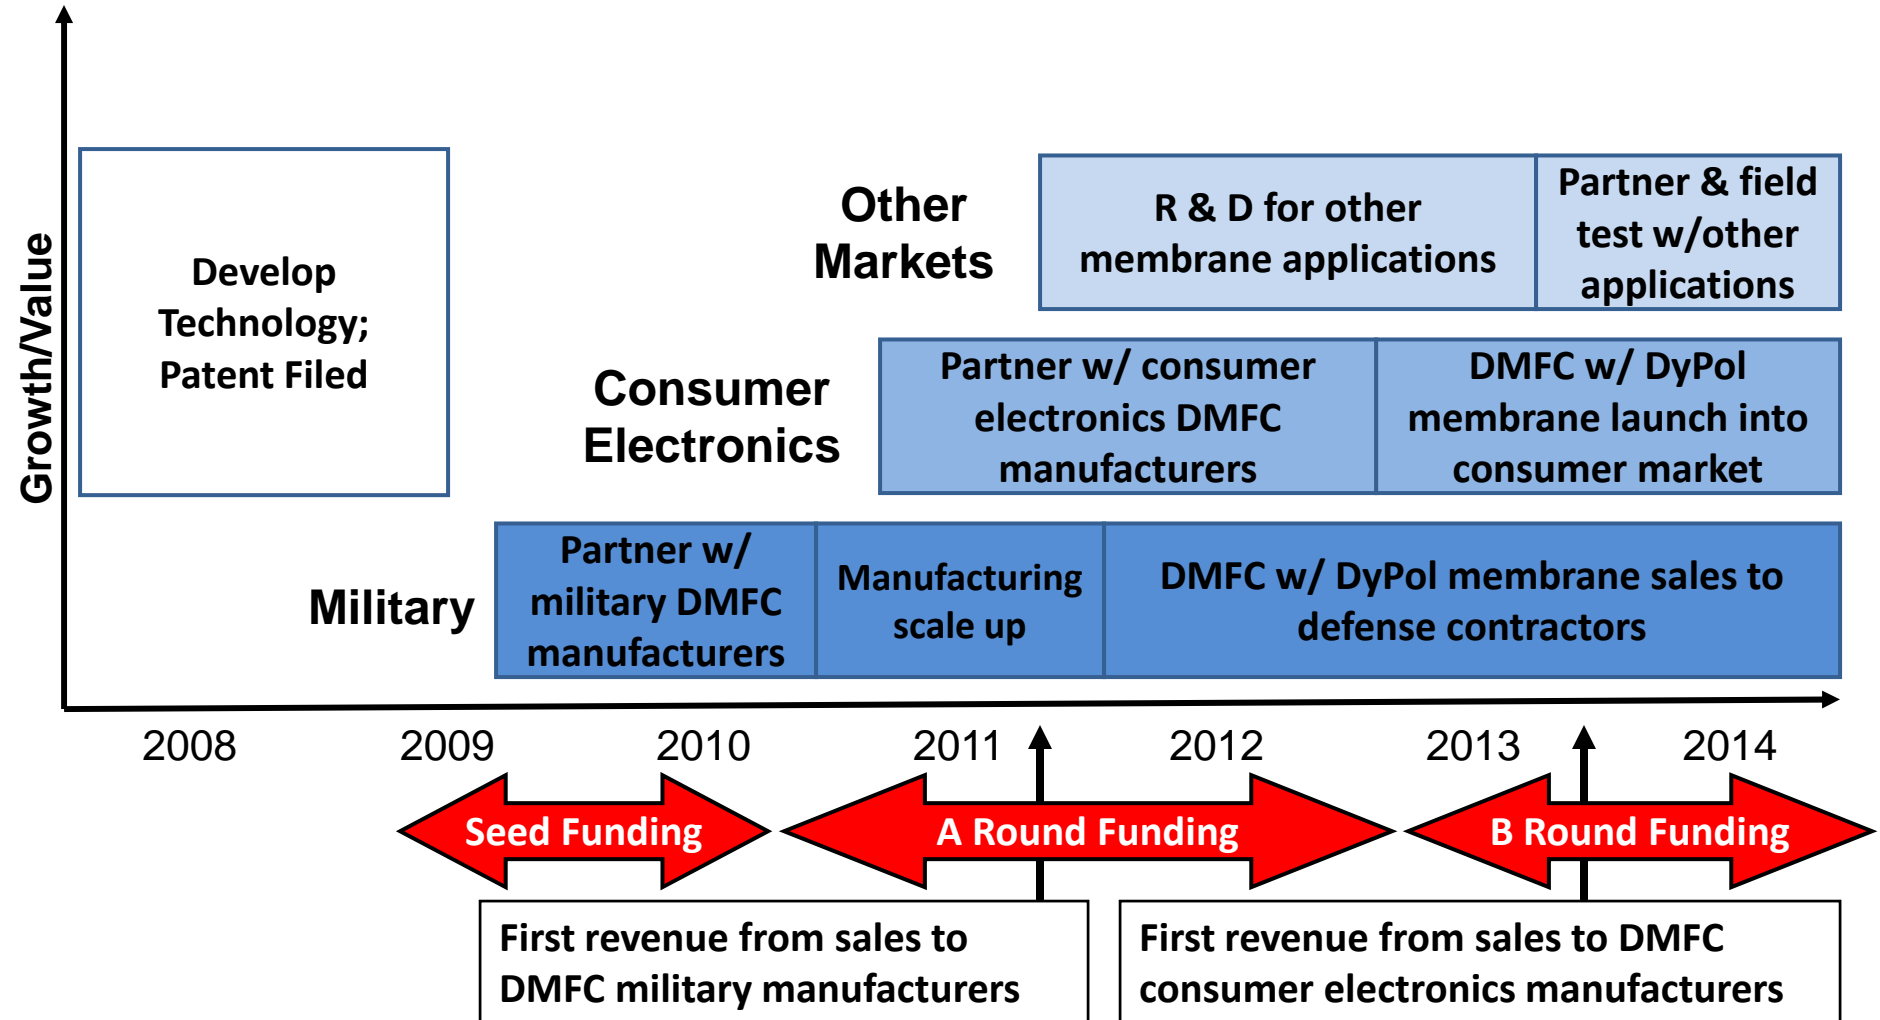 Growth/Value
Develop
Technology;
Patent Filed
Other
Markets
R & D for other
membrane applications
Partner & field
test w/other
applications
Consumer
Electronics
Partner w/ consumer
electronics DMFC
manufacturers
DMFC w/ DyPol
membrane launch into
consumer market
Military
Partner w/
military DMFC
manufacturers
Manufacturing
scale up
DMFC w/ DyPol membrane sales to
defense contractors
2008 2009 2010 2011 2012 2013 2014
Seed Funding
A Round Funding
B Round Funding
First revenue from sales to
DMFC military manufacturers
First revenue from sales to DMFC
consumer electronics manufacturers